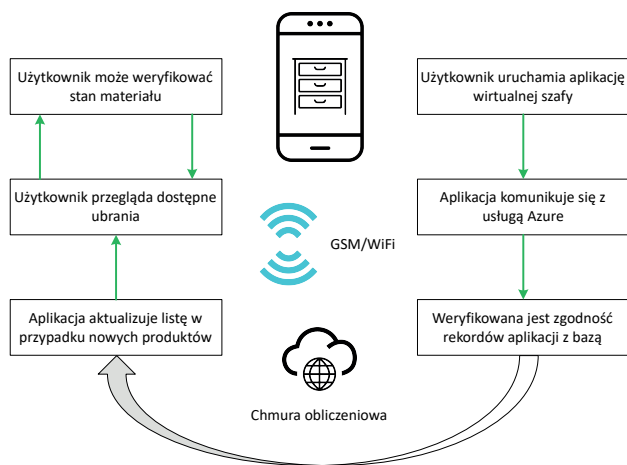 Użytkownik może weryfikować
stan materiału
Użytkownik uruchamia aplikację
wirtualnej szafy
Użytkownik przegląda dostępne
ubrania
GSM/WiFi
Aplikacja komunikuje się z
usługą Azure
Aplikacja aktualizuje listę w
przypadku nowych produktów
Weryfikowana jest zgodność
rekordów aplikacji z bazą
Chmura obliczeniowa